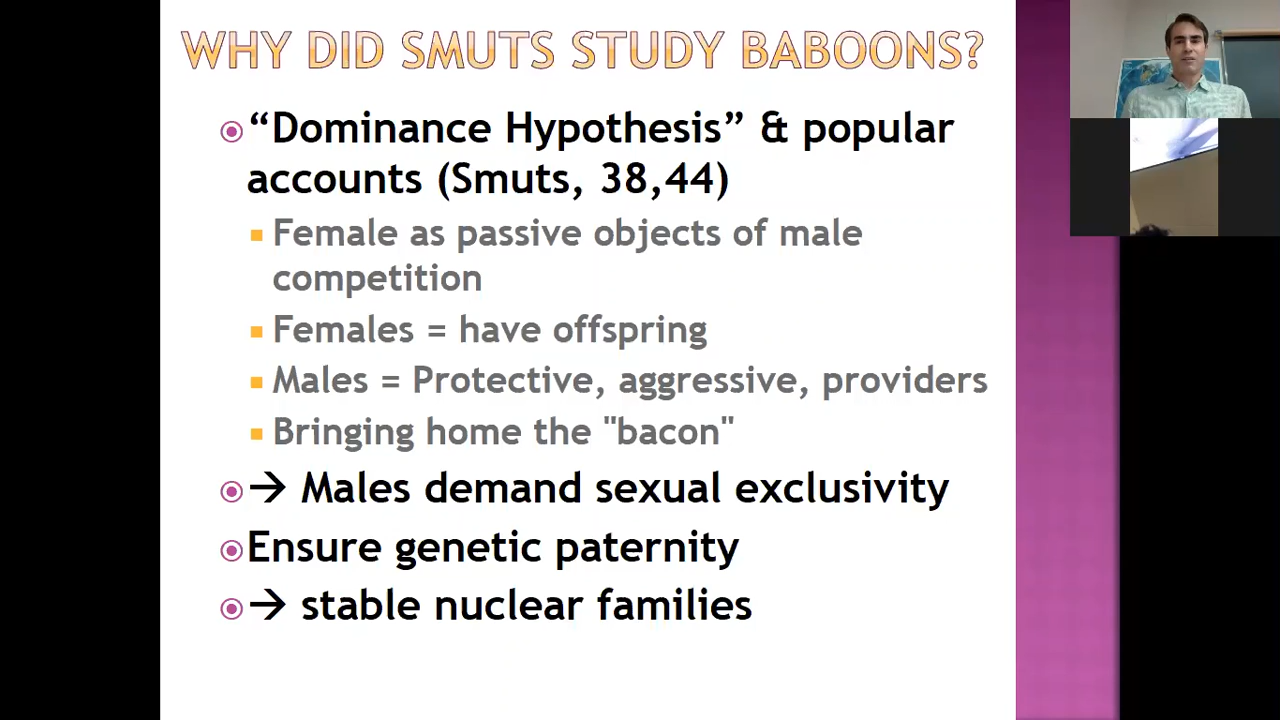 WHY DID SMUTS STUDY BABOONS?
“Dominance Hypothesis” & popular
accounts (Smuts, 38,44)
Female as passive objects of male
competition
Females = have offspring
Males = Protective, aggressive, providers
Bringing home the "bacon"
→ Males demand sexual exclusivity
Ensure genetic paternity
→ stable nuclear families